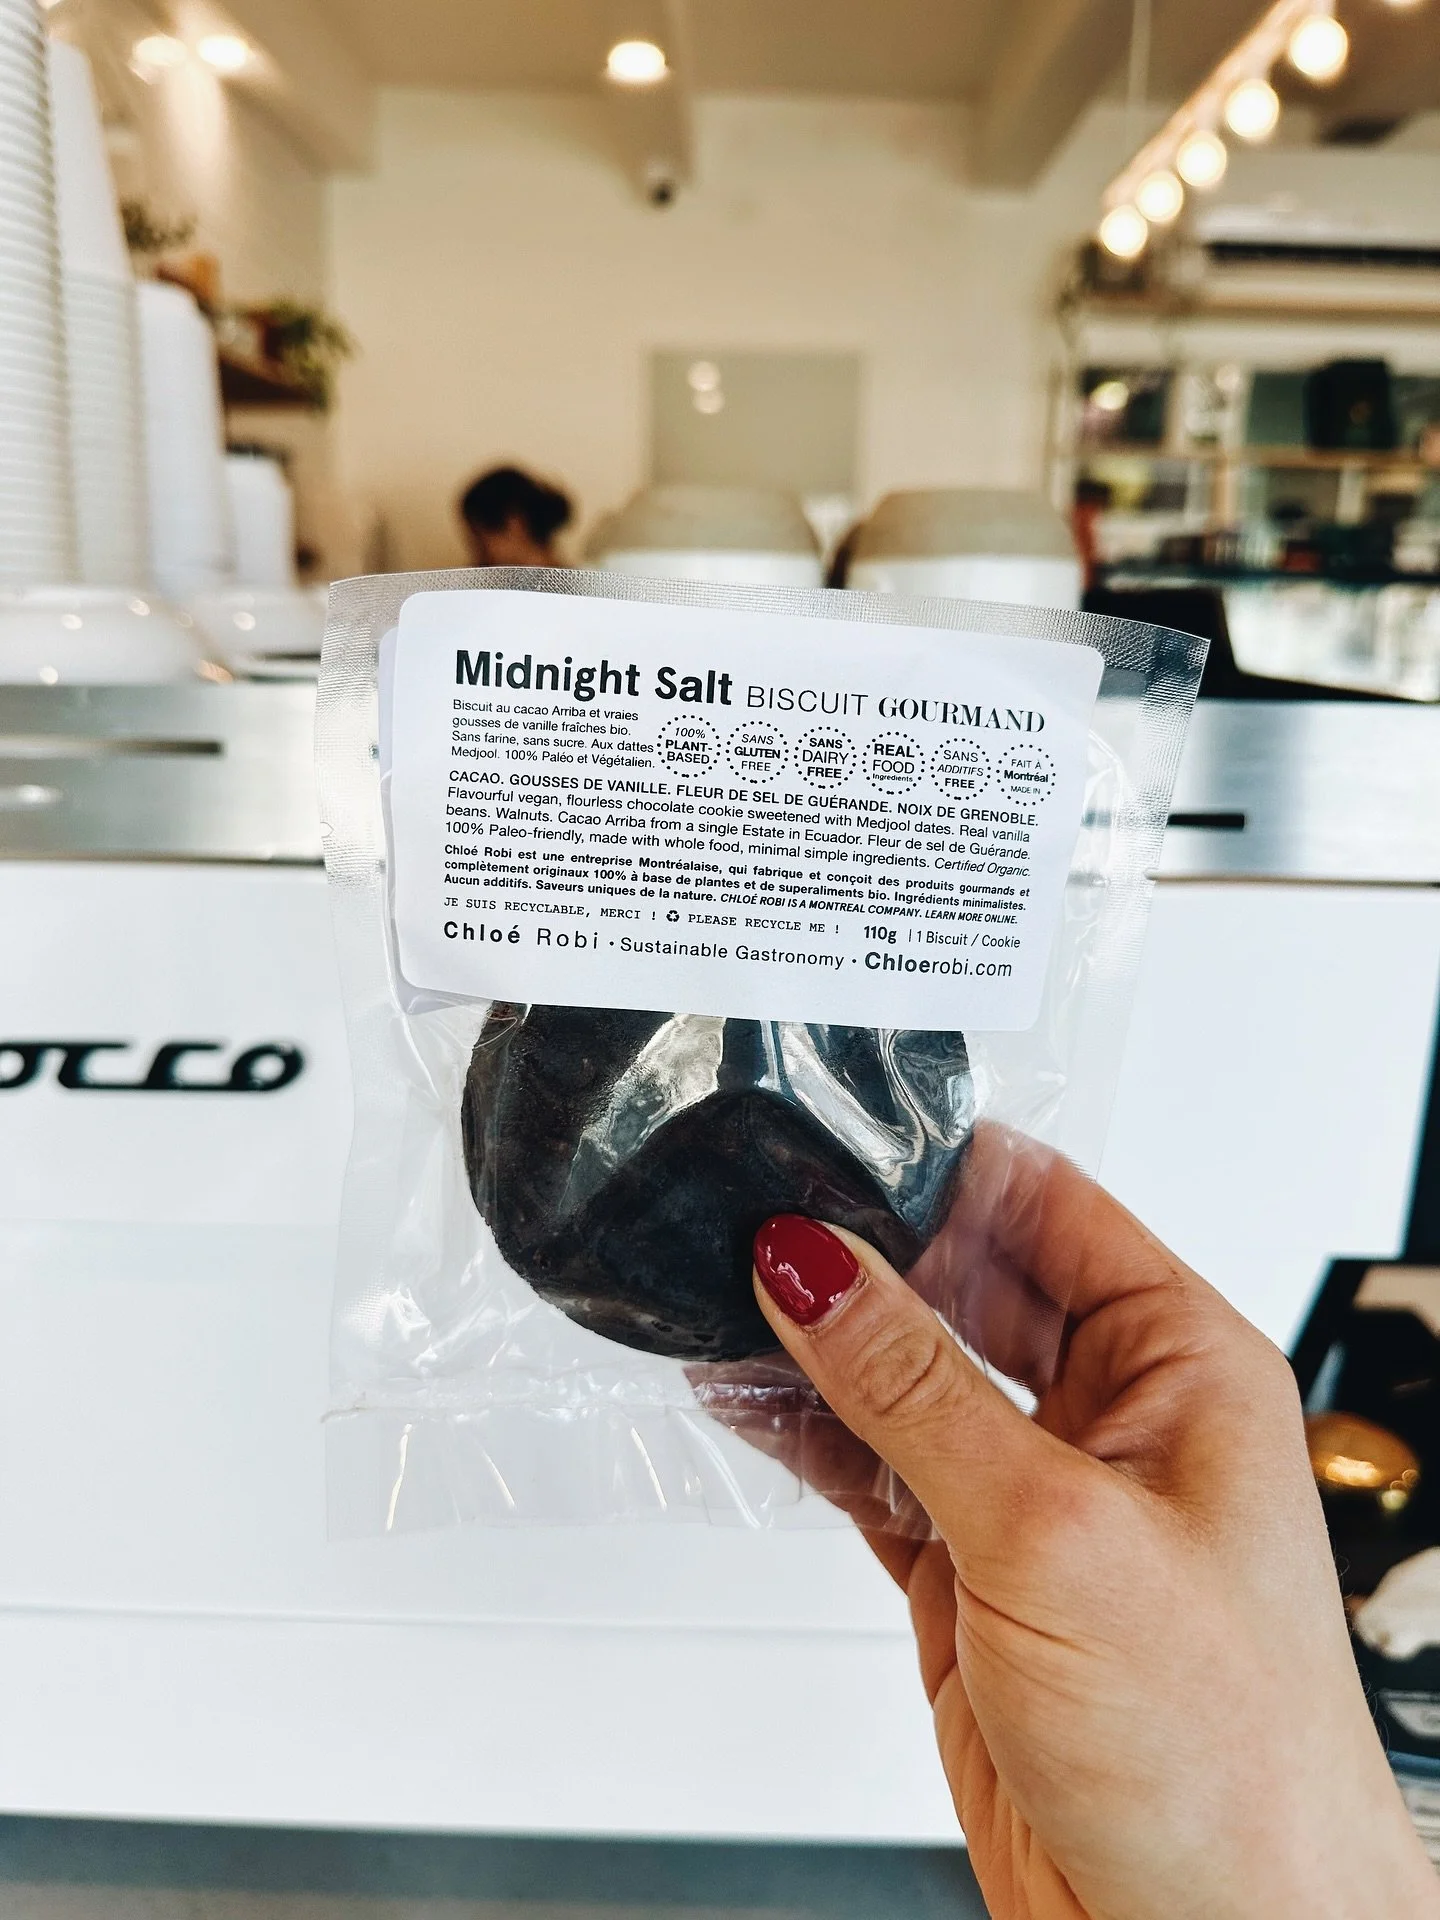 Midnight Salt BISCUIT GOURMAND
Biscuit au cacao Arriba et vraies
gousses de vanille fraîches bio.
Sans farine, sans sucre. Aux dattes
Medjool. 100% Paléo et Végétalien.
100%
PLANT-
BASED
SANS
GLUTEN
FREE
SANS
DAIRY
FREE
REAL
FOOD
Ingredients
SANS
ADDITIFS
FREE
FAIT À
Montréal
MADE IN
CACAO. GOUSSES DE VANILLE. FLEUR DE SEL DE GUÉRANDE. NOIX DE GRENOBLE.
Flavourful vegan, flourless chocolate cookie sweetened with Medjool dates. Real vanilla
beans. Walnuts. Cacao Arriba from a single Estate in Ecuador. Fleur de sel de Guérande.
100% Paleo-friendly, made with whole food, minimal simple ingredients. Certified Organic.
Chloé Robi est une entreprise Montréalaise, qui fabrique et conçoit des produits gourmands et
complètement originaux 100% à base de plantes et de superaliments bio. Ingrédients minimalistes.
Aucun additifs. Saveurs uniques de la nature. CHLOÉ ROBI IS A MONTREAL COMPANY. LEARN MORE ONLINE.
JE SUIS RECYCLABLE, MERCI ! ♻ PLEASE RECYCLE ME ! 110g | 1 Biscuit / Cookie
Chloé Robi • Sustainable Gastronomy • Chloerobi.com
occo